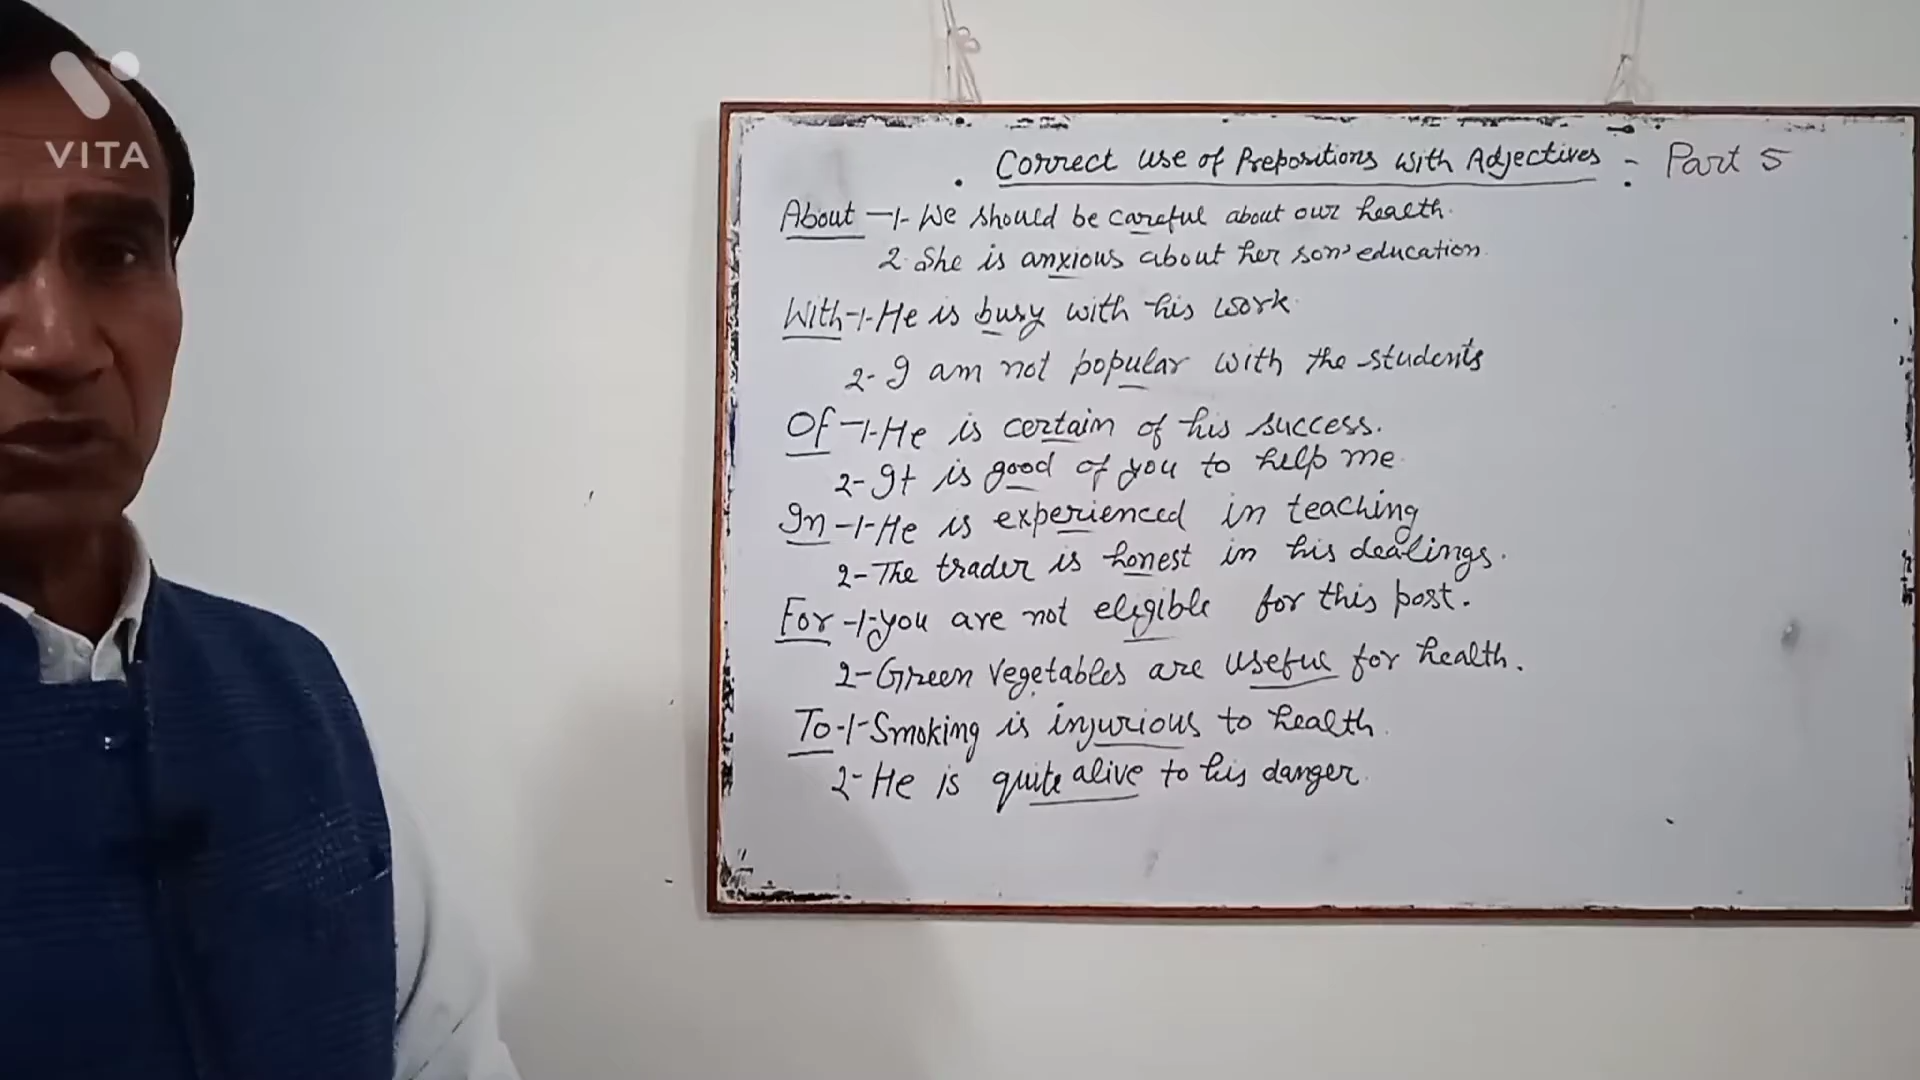 VITA
Correct use of Prepositions with Adjectives - Part 5
About -1- We should be careful about our health.
2. She is anxious about her son's education.
With-1- He is busy with his work.
2- I am not popular with the students
Of -1- He is certain of his success.
2- It is good of you to help me.
In -1- He is experienced in teaching
2- The trader is honest in his dealings.
For -1- you are not eligible for this post.
2- Green vegetables are useful for health.
To -1- Smoking is injurious to health.
2- He is quite alive to his danger.